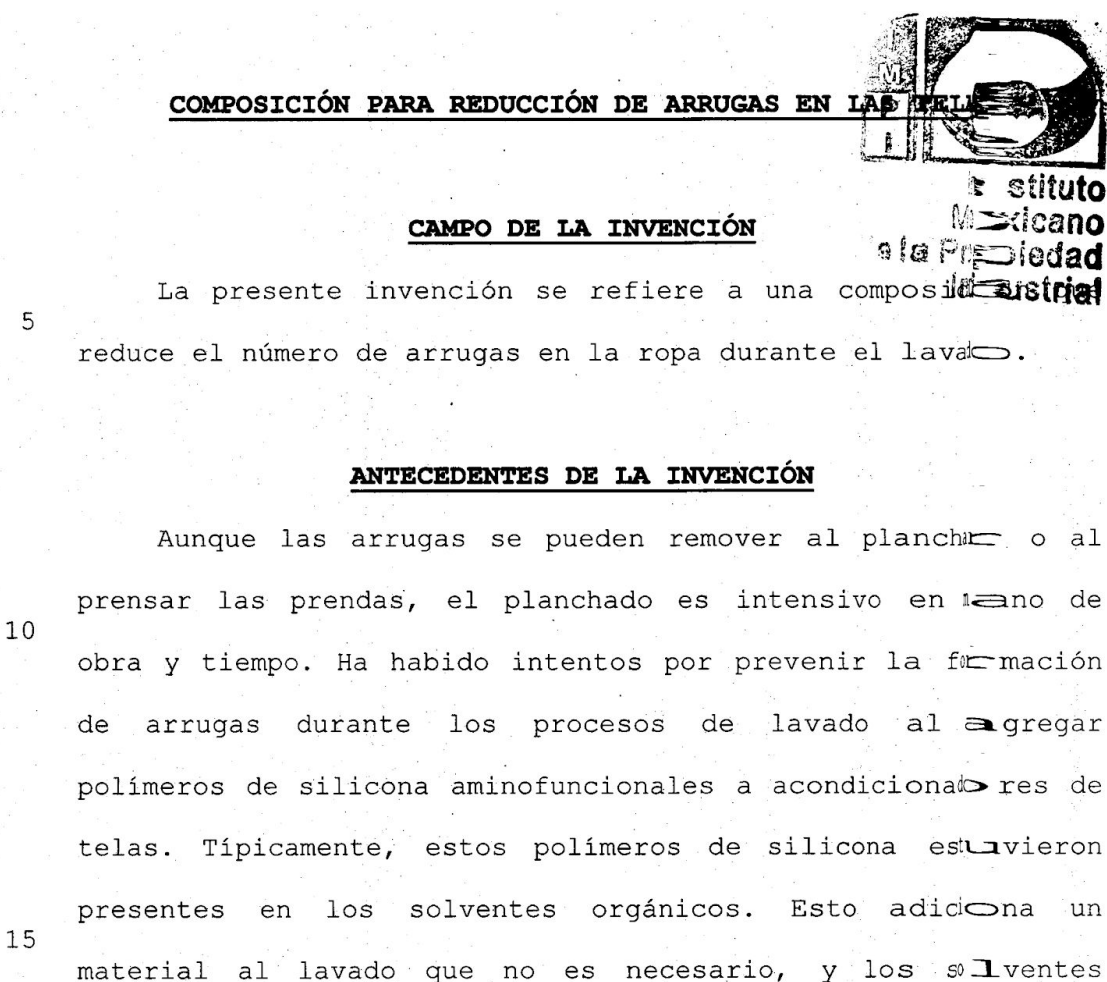 COMPOSICIÓN PARA REDUCCIÓN DE ARRUGAS EN LAS
Instituto
Mexicano
de la Propiedad
Industrial
CAMPO DE LA INVENCIÓN
La presente invención se refiere a una
5
reduce el número de arrugas en la ropa durante el lavado.
ANTECEDENTES DE LA INVENCIÓN
Aunque las arrugas se pueden remover al planchar o al
prensar las prendas, el planchado es intensivo en mano de
10
obra y tiempo. Ha habido intentos por prevenir la formación
de arrugas durante los procesos de lavado al agregar
polímeros de silicona aminofuncionales a acondicionadores de
telas. Típicamente, estos polímeros de silicona estuvieron
presentes en los solventes orgánicos. Esto adiciona un
15
material al lavado que no es necesario, y los solventes